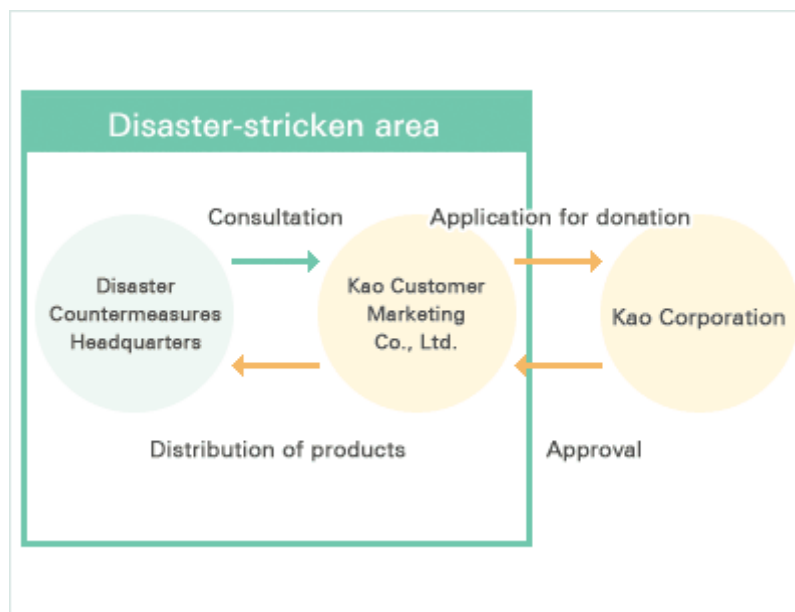 Disaster-stricken area
Consultation
Application for donation
Disaster
Countermeasures
Headquarters
Kao Customer
Marketing
Co., Ltd.
Kao Corporation
Distribution of products
Approval